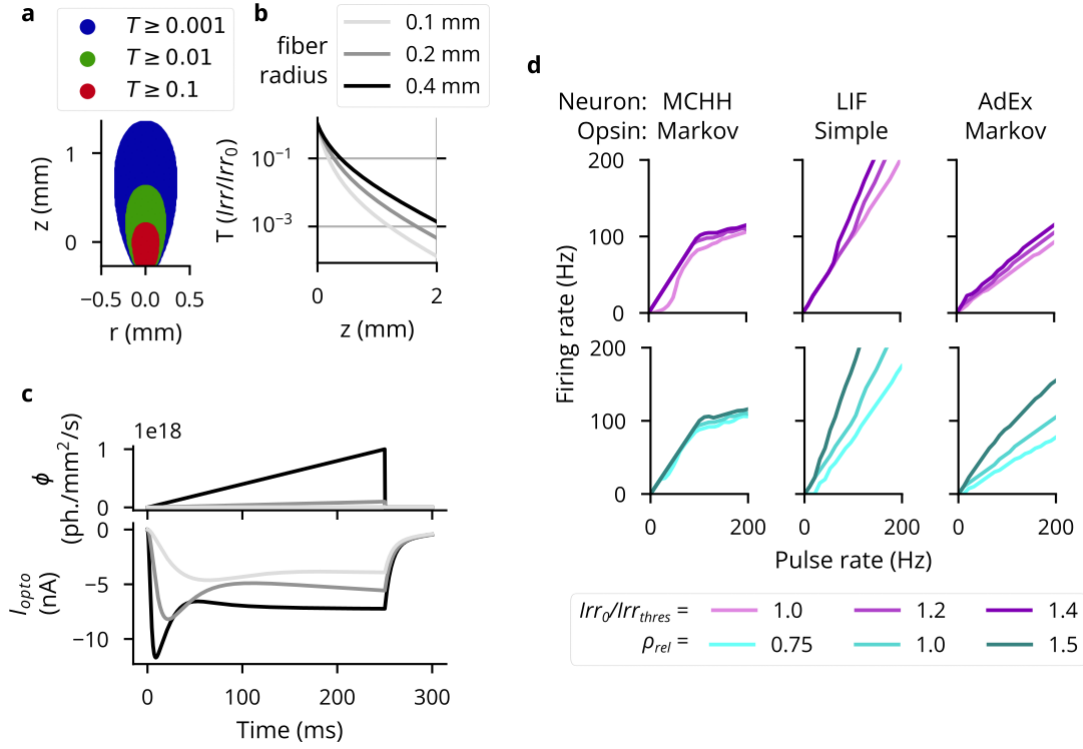 a
T ≥ 0.001
T ≥ 0.01
T ≥ 0.1
z (mm)
1
0
−0.5
0.0
0.5
r (mm)
b
fiber
radius
0.1 mm
0.2 mm
0.4 mm
T (Irr/Irr₀)
10⁻¹
10⁻³
0
2
z (mm)
c
1e18
ϕ
(ph./mm²/s)
1
0
I_opto
(nA)
0
−5
−10
0
100
200
300
Time (ms)
d
Neuron: MCHH LIF AdEx
Opsin: Markov Simple Markov
Firing rate (Hz)
200
100
0
200
100
0
0 200 0 200 0 200
Pulse rate (Hz)
Irr₀/Irr_thres = 1.0 1.2 1.4
ρ_rel = 0.75 1.0 1.5